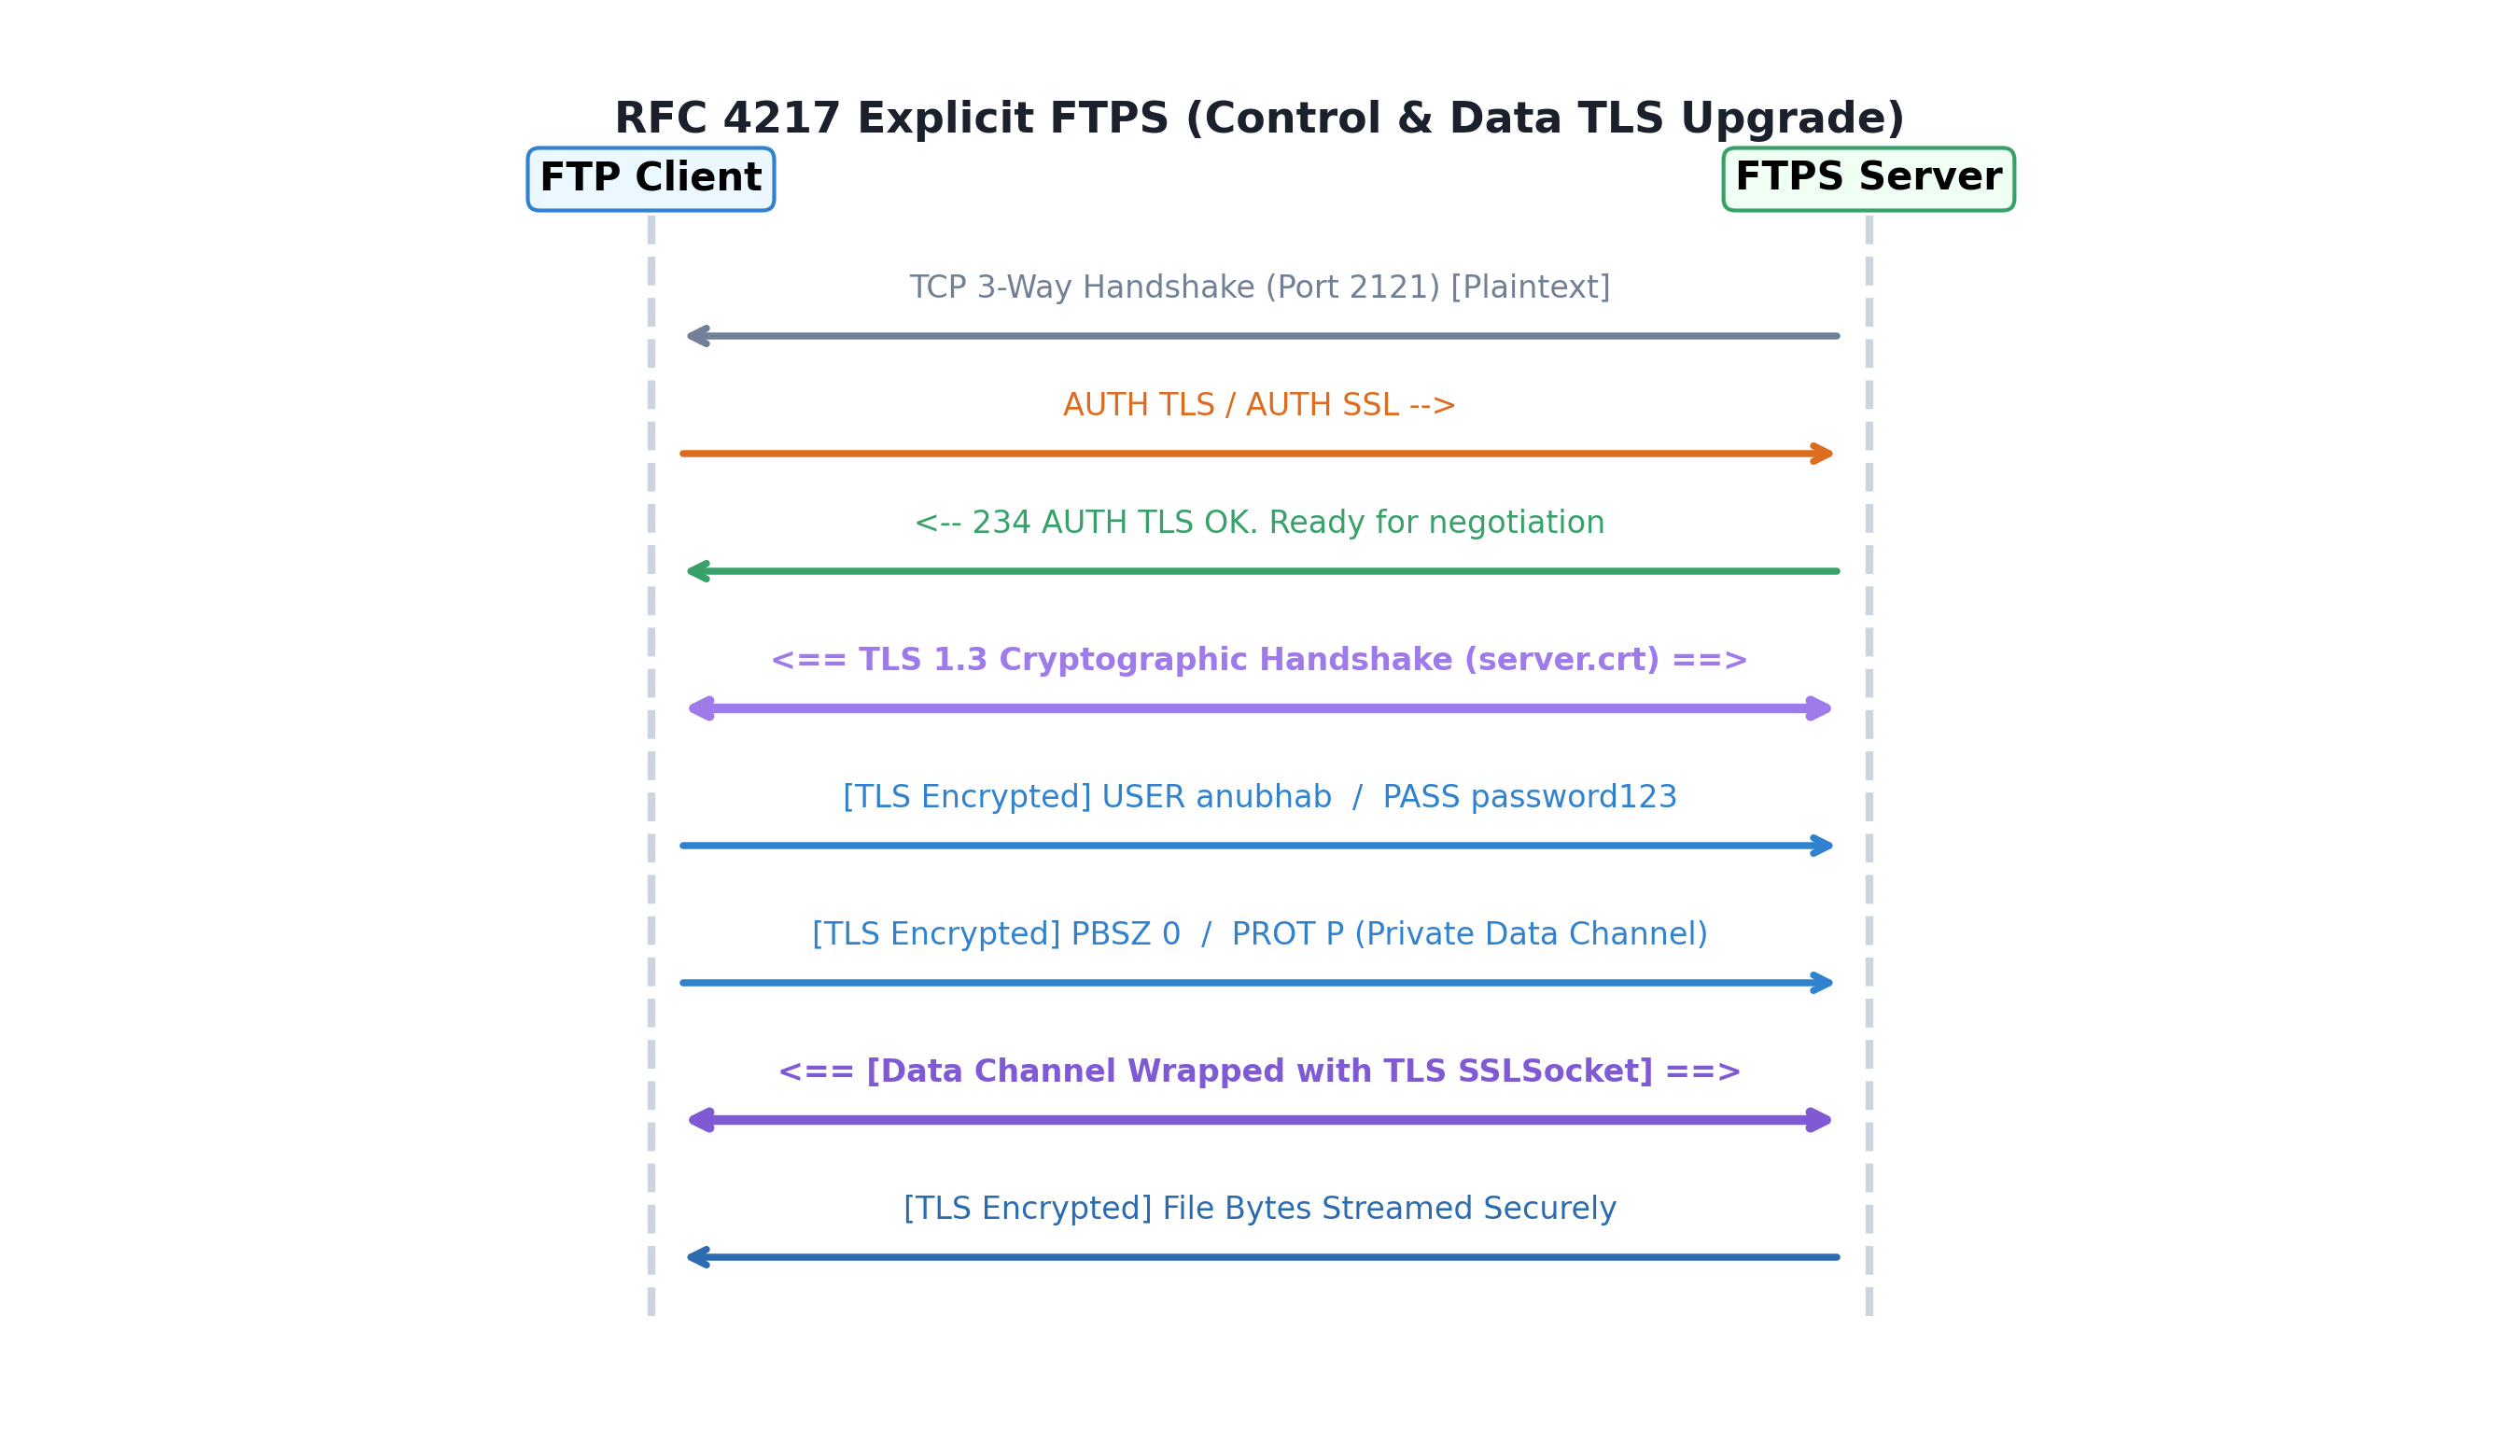 RFC 4217 Explicit FTPS (Control & Data TLS Upgrade)
FTP Client
FTPS Server
TCP 3-Way Handshake (Port 2121) [Plaintext]
AUTH TLS / AUTH SSL -->
<-- 234 AUTH TLS OK. Ready for negotiation
<== TLS 1.3 Cryptographic Handshake (server.crt) ==>
[TLS Encrypted] USER anubhab  /  PASS password123
[TLS Encrypted] PBSZ 0  /  PROT P (Private Data Channel)
<== [Data Channel Wrapped with TLS SSLSocket] ==>
[TLS Encrypted] File Bytes Streamed Securely